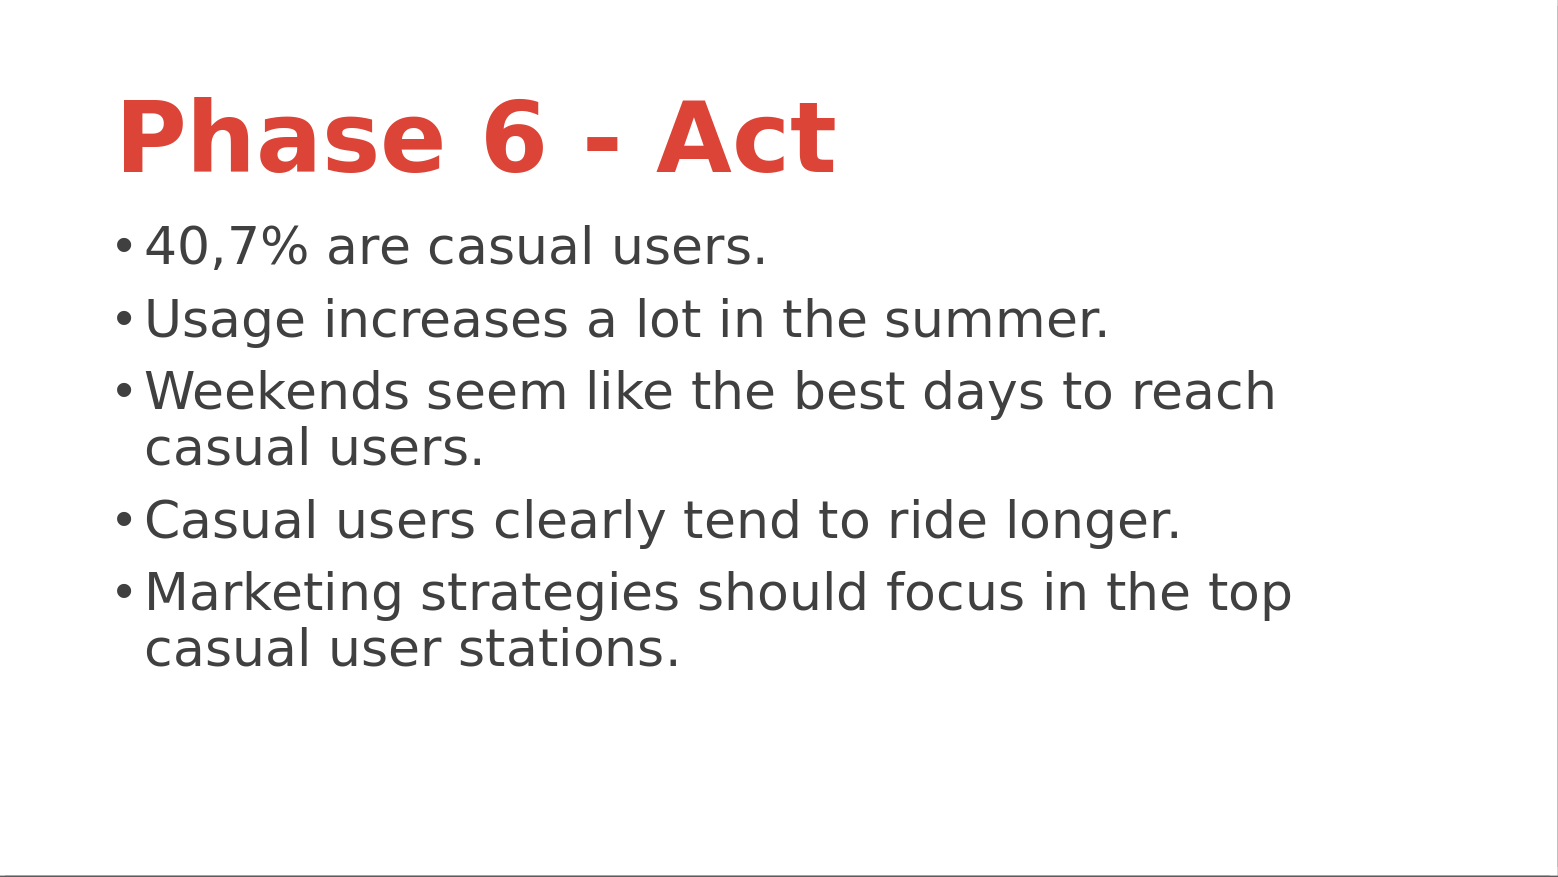 Phase 6 - Act
• 40,7% are casual users.
• Usage increases a lot in the summer.
• Weekends seem like the best days to reach
casual users.
• Casual users clearly tend to ride longer.
• Marketing strategies should focus in the top
casual user stations.